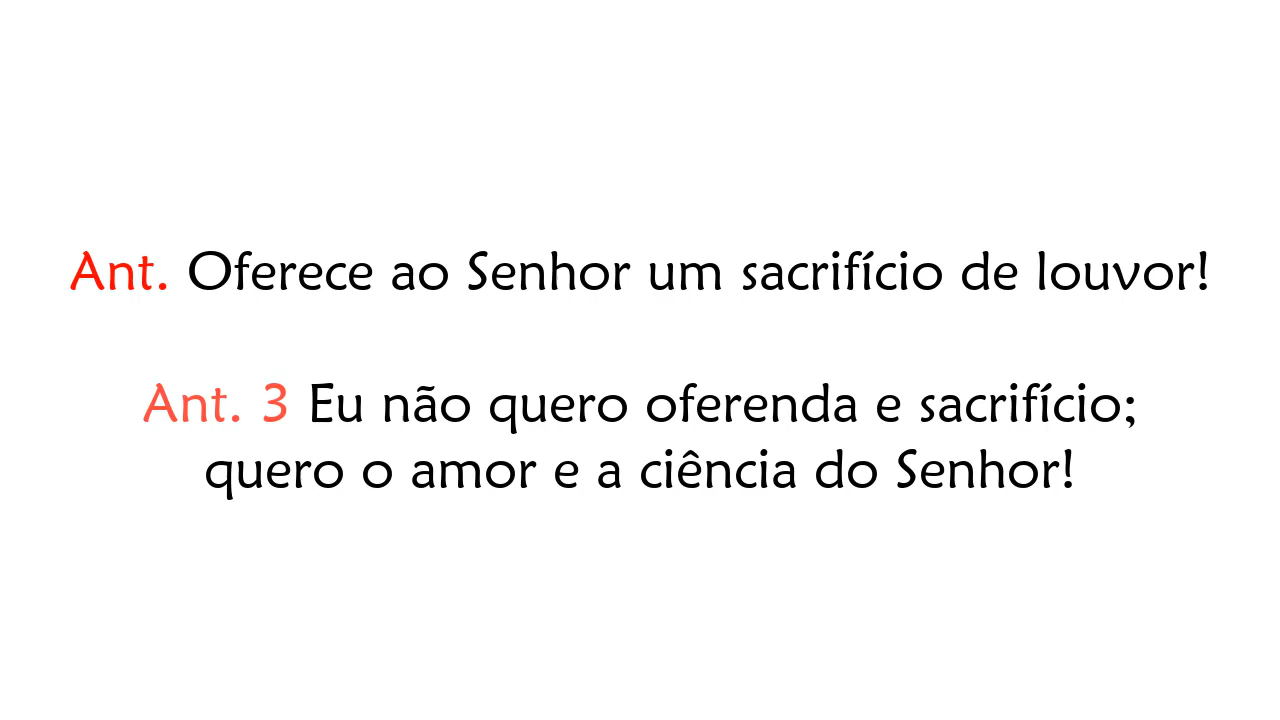 Ant. Oferece ao Senhor um sacrifício de louvor!
Ant. 3 Eu não quero oferenda e sacrifício;
quero o amor e a ciência do Senhor!